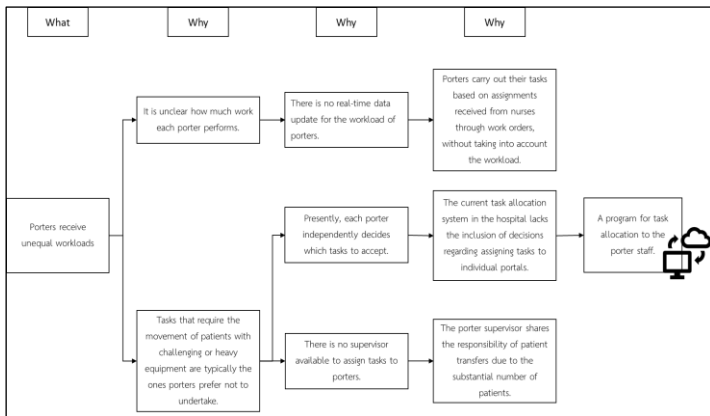 What
Why
Why
Why
It is unclear how much work
each porter performs.
There is no real-time data
update for the workload of
porters.
Porters carry out their tasks
based on assignments
received from nurses
through work orders,
without taking into account
the workload.
Porters receive
unequal workloads
Presently, each porter
independently decides
which tasks to accept.
The current task allocation
system in the hospital lacks
the inclusion of decisions
regarding assigning tasks to
individual portals.
A program for task
allocation to the
porter staff.
Tasks that require the
movement of patients with
challenging or heavy
equipment are typically the
ones porters prefer not to
undertake.
There is no supervisor
available to assign tasks to
porters.
The porter supervisor shares
the responsibility of patient
transfers due to the
substantial number of
patients.